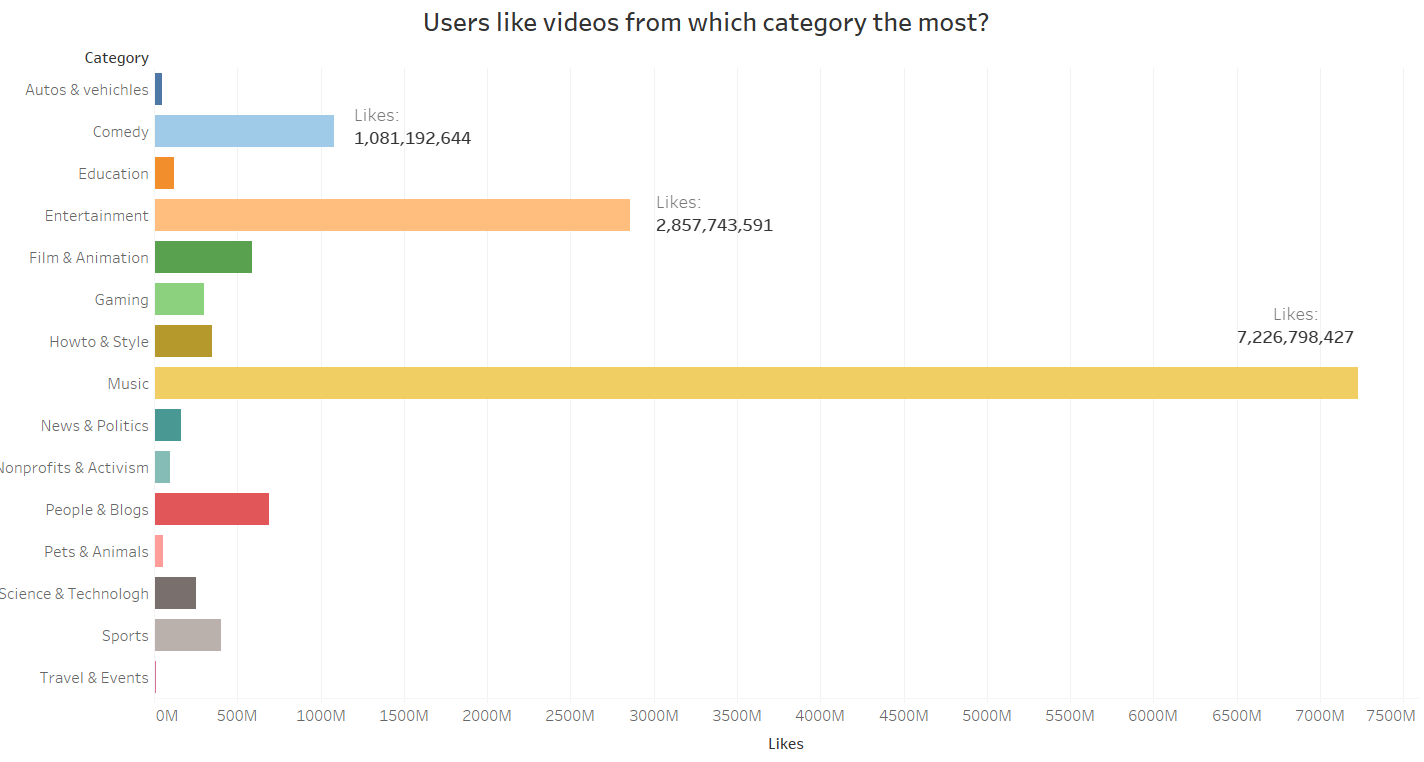 Users like videos from which category the most?
Category
Autos & vehichles
Comedy
Likes:
1,081,192,644
Education
Entertainment
Likes:
2,857,743,591
Film & Animation
Gaming
Howto & Style
Likes:
7,226,798,427
Music
News & Politics
Nonprofits & Activism
People & Blogs
Pets & Animals
Science & Technologh
Sports
Travel & Events
0M 500M 1000M 1500M 2000M 2500M 3000M 3500M 4000M 4500M 5000M 5500M 6000M 6500M 7000M 7500M
Likes